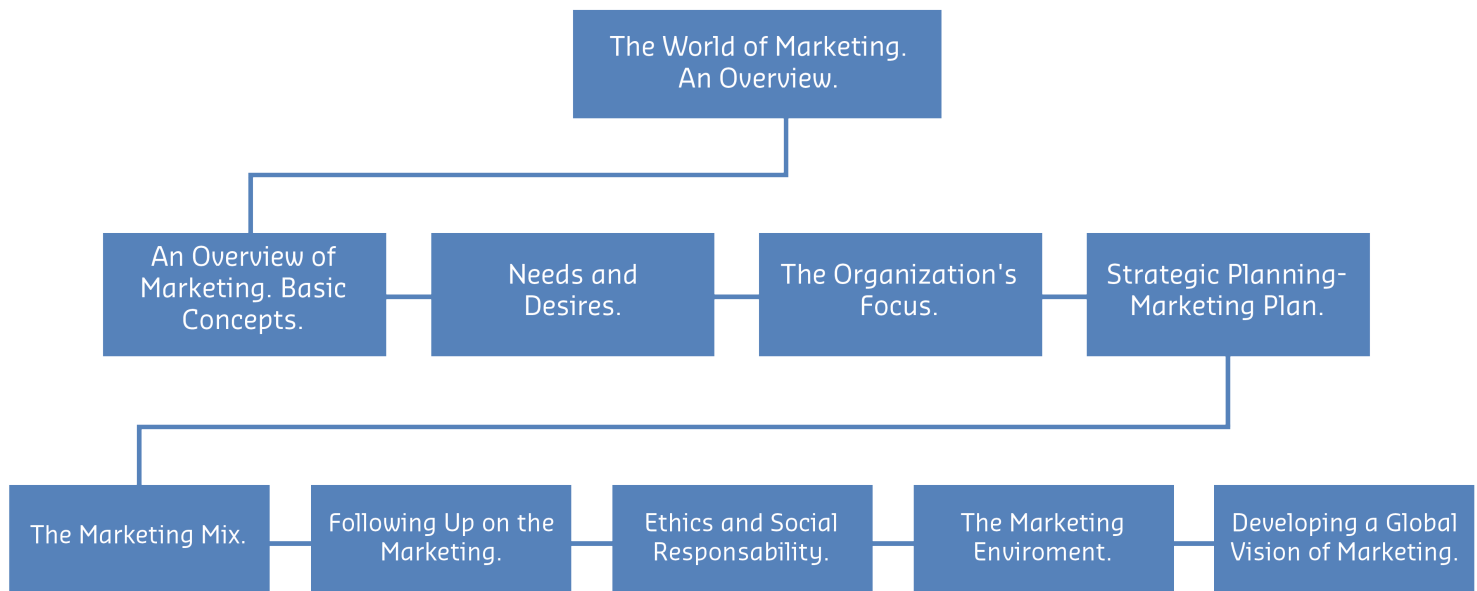 The World of Marketing.
An Overview.
An Overview of
Marketing. Basic
Concepts.
Needs and
Desires.
The Organization's
Focus.
Strategic Planning-
Marketing Plan.
The Marketing Mix.
Following Up on the
Marketing.
Ethics and Social
Responsability.
The Marketing
Enviroment.
Developing a Global
Vision of Marketing.